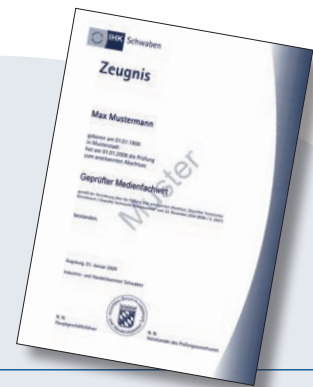 IHK Schwaben
Zeugnis
Max Mustermann
geboren am 01.01.1900
in Musterstadt
hat am 01.01.2009 die Prüfung
zum anerkannten Abschluss
Geprüfter Medienfachwirt
bestanden.
Muster
Augsburg, 01. Januar 2009
Industrie- und Handelskammer Schwaben
N. N.
Hauptgeschäftsführer
N. N.
Vorsitzender des Prüfungsausschusses